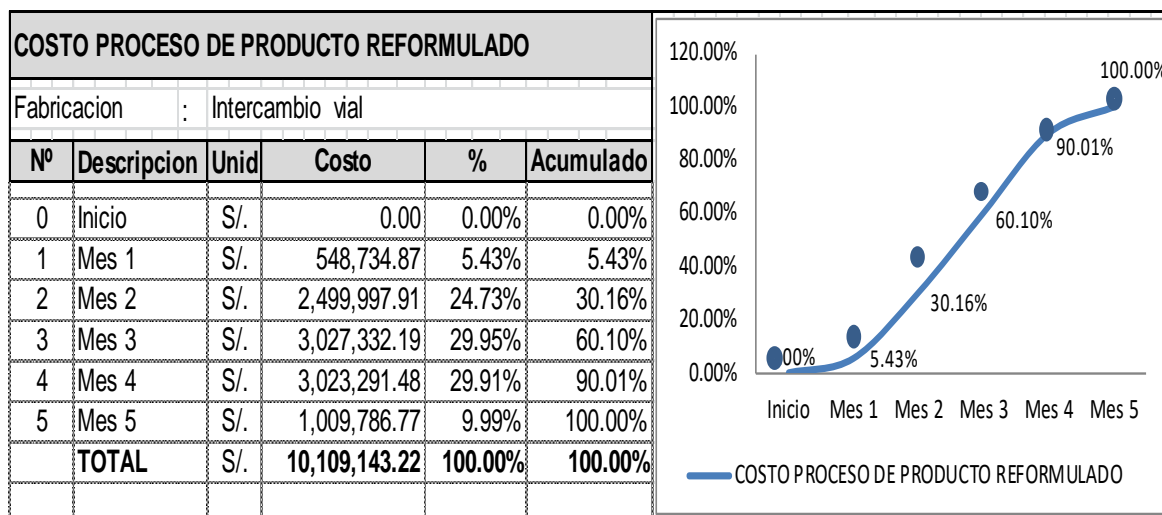 COSTO PROCESO DE PRODUCTO REFORMULADO
Fabricacion : Intercambio vial
Nº Descripcion Unid Costo % Acumulado
0 Inicio S/. 0.00 0.00% 0.00%
1 Mes 1 S/. 548,734.87 5.43% 5.43%
2 Mes 2 S/. 2,499,997.91 24.73% 30.16%
3 Mes 3 S/. 3,027,332.19 29.95% 60.10%
4 Mes 4 S/. 3,023,291.48 29.91% 90.01%
5 Mes 5 S/. 1,009,786.77 9.99% 100.00%
TOTAL S/. 10,109,143.22 100.00% 100.00%
120.00%
100.00%
80.00%
60.00%
40.00%
20.00%
0.00%
00%
5.43%
30.16%
60.10%
90.01%
100.00%
Inicio Mes 1 Mes 2 Mes 3 Mes 4 Mes 5
COSTO PROCESO DE PRODUCTO REFORMULADO